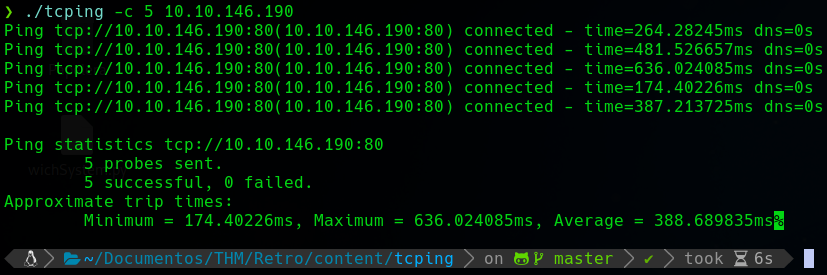 ❯ ./tcping -c 5 10.10.146.190
Ping tcp://10.10.146.190:80(10.10.146.190:80) connected - time=264.28245ms dns=0s
Ping tcp://10.10.146.190:80(10.10.146.190:80) connected - time=481.526657ms dns=0s
Ping tcp://10.10.146.190:80(10.10.146.190:80) connected - time=636.024085ms dns=0s
Ping tcp://10.10.146.190:80(10.10.146.190:80) connected - time=174.40226ms dns=0s
Ping tcp://10.10.146.190:80(10.10.146.190:80) connected - time=387.213725ms dns=0s
Ping statistics tcp://10.10.146.190:80
5 probes sent.
5 successful, 0 failed.
Approximate trip times:
Minimum = 174.40226ms, Maximum = 636.024085ms, Average = 388.689835ms%
~/Documentos/THM/Retro/content/tcping on master ✔ took 6s